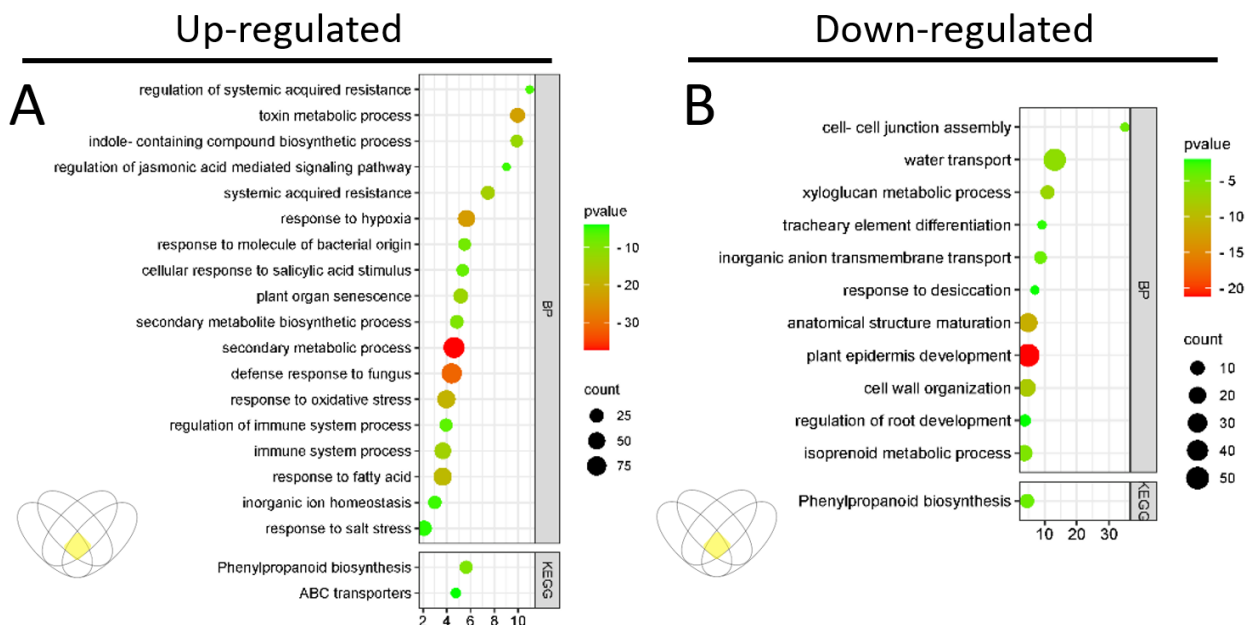 Up-regulated
A
regulation of systemic acquired resistance
toxin metabolic process
indole- containing compound biosynthetic process
regulation of jasmonic acid mediated signaling pathway
systemic acquired resistance
response to hypoxia
response to molecule of bacterial origin
cellular response to salicylic acid stimulus
plant organ senescence
secondary metabolite biosynthetic process
secondary metabolic process
defense response to fungus
response to oxidative stress
regulation of immune system process
immune system process
response to fatty acid
inorganic ion homeostasis
response to salt stress
BP
Phenylpropanoid biosynthesis
ABC transporters
KEGG
2 4 6 8 10
pvalue
- 10
- 20
- 30
count
25
50
75
Down-regulated
B
cell- cell junction assembly
water transport
xyloglucan metabolic process
tracheary element differentiation
inorganic anion transmembrane transport
response to desiccation
anatomical structure maturation
plant epidermis development
cell wall organization
regulation of root development
isoprenoid metabolic process
BP
Phenylpropanoid biosynthesis
KEGG
10 20 30
pvalue
- 5
- 10
- 15
- 20
count
10
20
30
40
50